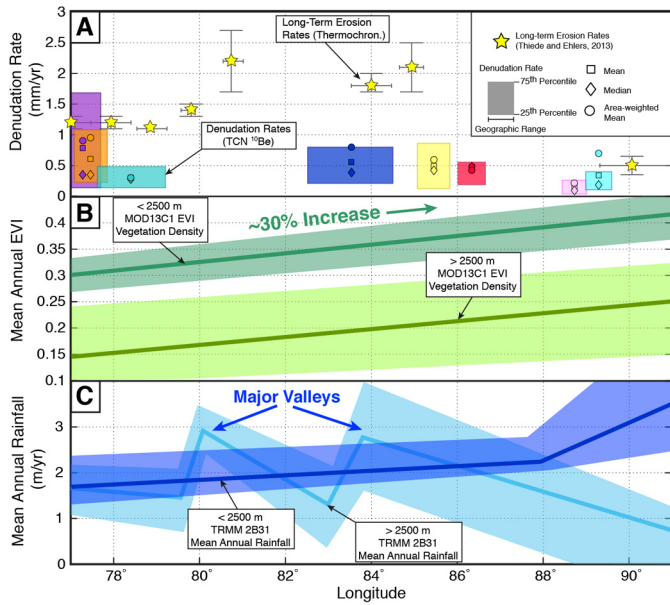 A
Denudation Rate
(mm/yr)
2.5
2
1.5
1
0.5
0
Long-Term Erosion
Rates (Thermochron.)
Denudation Rates
(TCN ¹⁰Be)
Long-term Erosion Rates
(Thiede and Ehlers, 2013)
Denudation Rate
75th Percentile
25th Percentile
Geographic Range
Mean
Median
Area-weighted
Mean
B
Mean Annual EVI
0.4
0.35
0.3
0.25
0.2
0.15
0.1
< 2500 m
MOD13C1 EVI
Vegetation Density
~30% Increase
> 2500 m
MOD13C1 EVI
Vegetation Density
C
Mean Annual Rainfall
(m/yr)
3
2
1
0
Major Valleys
< 2500 m
TRMM 2B31
Mean Annual Rainfall
> 2500 m
TRMM 2B31
Mean Annual Rainfall
78° 80° 82° 84° 86° 88° 90°
Longitude